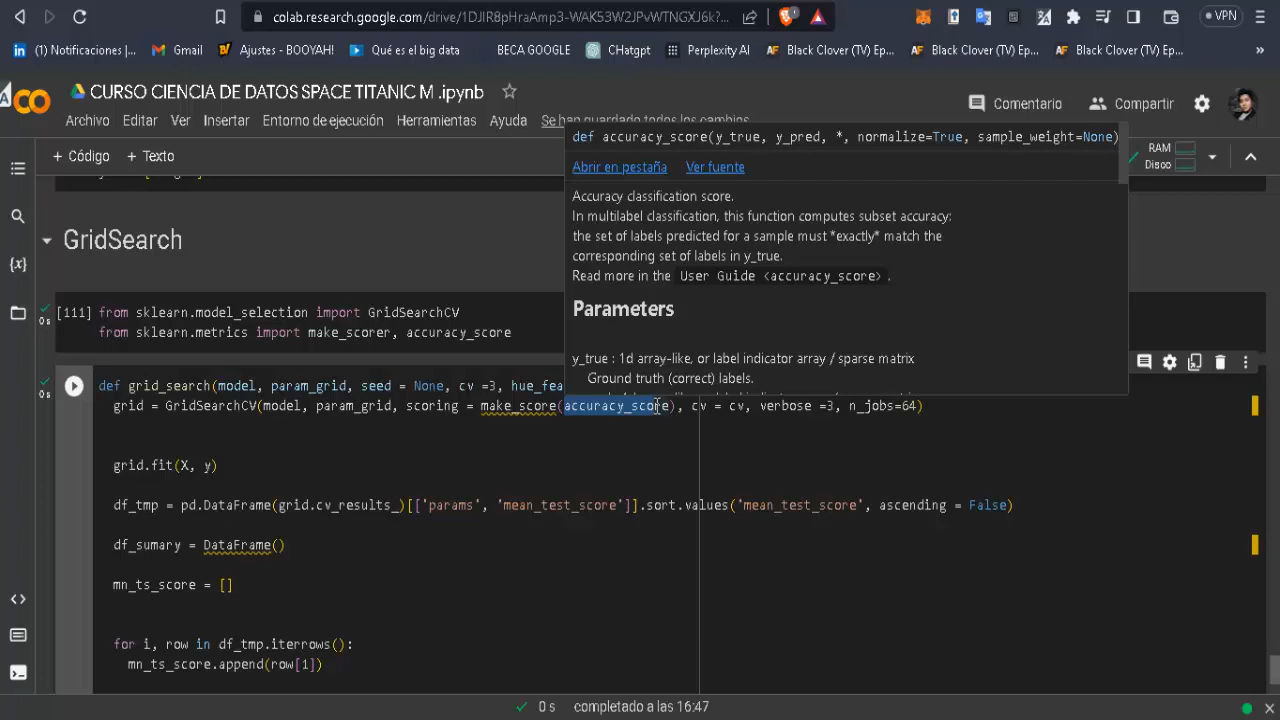 colab.research.google.com/drive/1DJIR8pHraAmp3-WAK53W2JPvWTNGXJ6k?...
VPN
(1) Notificaciones |...
Gmail
Ajustes - BOOYAH!
Qué es el big data
BECA GOOGLE
CHatgpt
Perplexity AI
Black Clover (TV) Ep...
Black Clover (TV) Ep...
Black Clover (TV) Ep...
»
CURSO CIENCIA DE DATOS SPACE TITANIC M .ipynb
Comentario
Compartir
Archivo Editar Ver Insertar Entorno de ejecución Herramientas Ayuda Se han guardado todos los cambios
+ Código + Texto
RAM
Disco
def accuracy_score(y_true, y_pred, *, normalize=True, sample_weight=None)
Abrir en pestaña Ver fuente
Accuracy classification score.
In multilabel classification, this function computes subset accuracy:
the set of labels predicted for a sample must *exactly* match the
corresponding set of labels in y_true.
Read more in the User Guide <accuracy_score> .
Parameters
y_true : 1d array-like, or label indicator array / sparse matrix
Ground truth (correct) labels.
GridSearch
0s
[111] from sklearn.model_selection import GridSearchCV
from sklearn.metrics import make_scorer, accuracy_score
0s
def grid_search(model, param_grid, seed = None, cv =3, hue_fea
grid = GridSearchCV(model, param_grid, scoring = make_score(accuracy_score), cv = cv, verbose =3, n_jobs=64)
grid.fit(X, y)
df_tmp = pd.DataFrame(grid.cv_results_)[['params', 'mean_test_score']].sort.values("mean_test_score", ascending = False)
df_sumary = DataFrame()
mn_ts_score = []
for i, row in df_tmp.iterrows():
mn_ts_score.append(row[1])
0 s completado a las 16:47